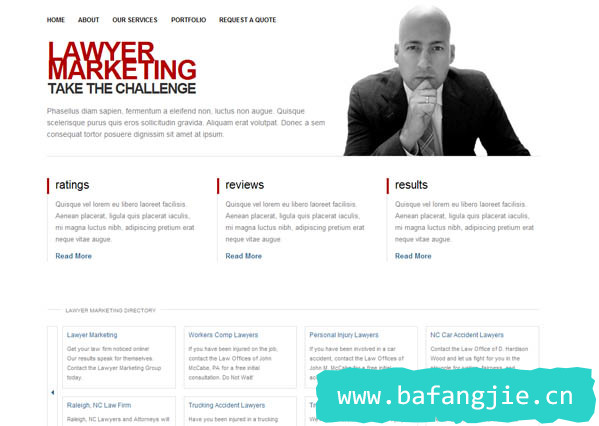 HOME ABOUT OUR SERVICES PORTFOLIO REQUEST A QUOTE
LAWYER
MARKETING
TAKE THE CHALLENGE
Phasellus diam sapien, fermentum a eleifend non, luctus non augue. Quisque
scelerisque purus quis eros sollicitudin gravida. Aliquam erat volutpat. Donec a sem
consequat tortor posuere dignissim sit amet at ipsum.
ratings
Quisque vel lorem eu libero laoreet facilisis.
Aenean placerat, ligula quis placerat iaculis,
mi magna luctus nibh, adipiscing pretium erat
neque vitae augue.
Read More
reviews
Quisque vel lorem eu libero laoreet facilisis.
Aenean placerat, ligula quis placerat iaculis,
mi magna luctus nibh, adipiscing pretium erat
neque vitae augue.
Read More
results
Quisque vel lorem eu libero laoreet facilisis.
Aenean placerat, ligula quis placerat iaculis,
mi magna luctus nibh, adipiscing pretium erat
neque vitae augue.
Read More
LAWYER MARKETING DIRECTORY
Lawyer Marketing
Get your law firm noticed online!
Our results speak for themselves.
Contact the Lawyer Marketing Group
today.
Workers Comp Lawyers
If you have been injured on the job,
contact the Law Offices of John
McCabe, PA for a free initial
consultation. Do Not Wait!
Personal Injury Lawyers
If you have been involved in a car
accident, contact the Law Offices of
John M. McCabe for a free
NC Car Accident Lawyers
Contact the Law Office of D. Hardison
Wood and let us fight for you in the
Raleigh, NC Law Firm
Raleigh, NC Lawyers and Attorneys will
Trucking Accident Lawyers
Have you been injured in a trucking
www.bafangjie.cn